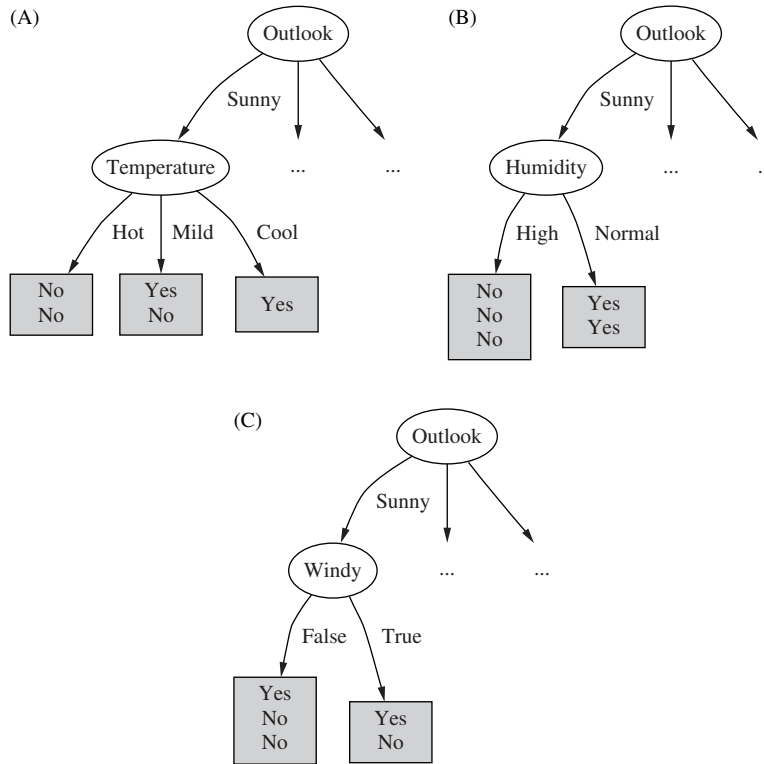 (A)
Outlook
Sunny
Temperature
...
...
Hot
Mild
Cool
No
No
Yes
No
Yes
(B)
Outlook
Sunny
Humidity
...
.
High
Normal
No
No
No
Yes
Yes
(C)
Outlook
Sunny
Windy
...
...
False
True
Yes
No
No
Yes
No